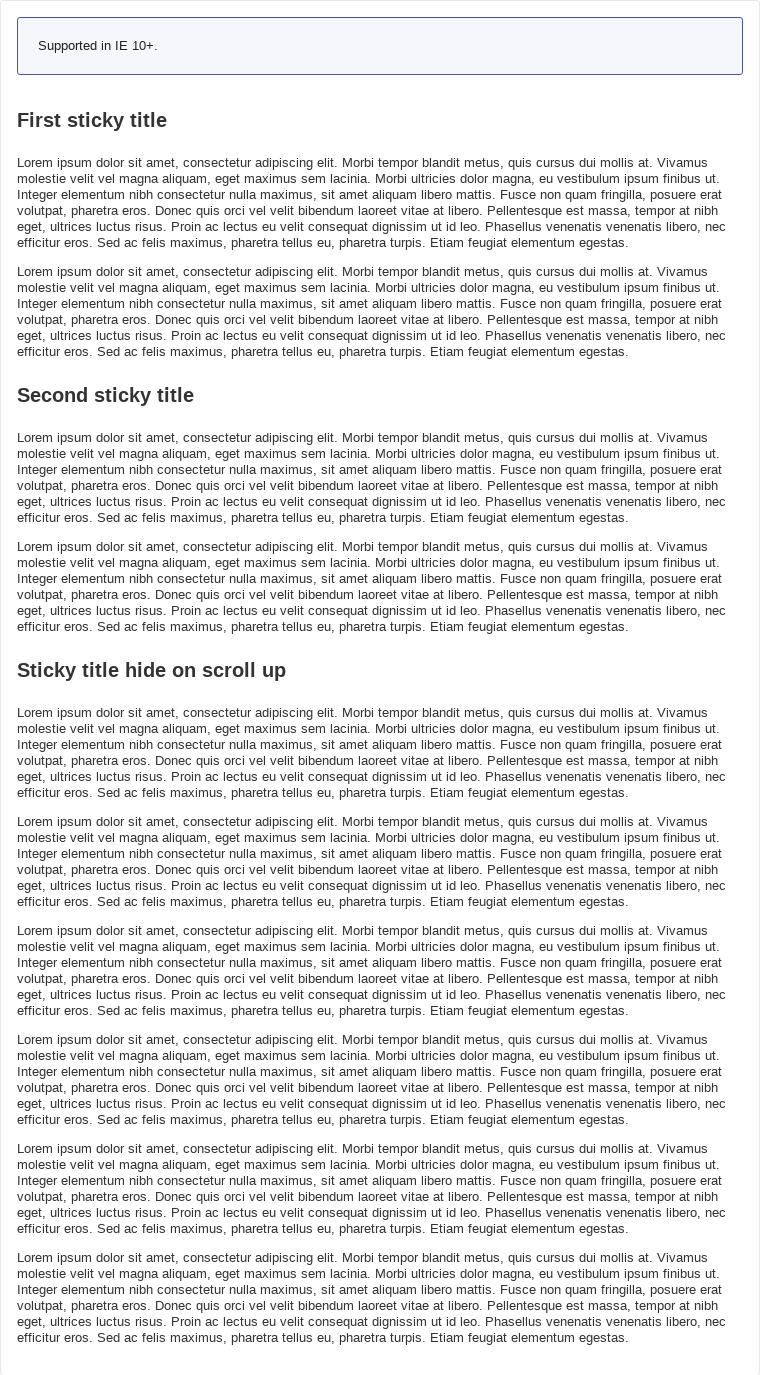 Supported in IE 10+.
First sticky title
Lorem ipsum dolor sit amet, consectetur adipiscing elit. Morbi tempor blandit metus, quis cursus dui mollis at. Vivamus
molestie velit vel magna aliquam, eget maximus sem lacinia. Morbi ultricies dolor magna, eu vestibulum ipsum finibus ut.
Integer elementum nibh consectetur nulla maximus, sit amet aliquam libero mattis. Fusce non quam fringilla, posuere erat
volutpat, pharetra eros. Donec quis orci vel velit bibendum laoreet vitae at libero. Pellentesque est massa, tempor at nibh
eget, ultrices luctus risus. Proin ac lectus eu velit consequat dignissim ut id leo. Phasellus venenatis venenatis libero, nec
efficitur eros. Sed ac felis maximus, pharetra tellus eu, pharetra turpis. Etiam feugiat elementum egestas.
Lorem ipsum dolor sit amet, consectetur adipiscing elit. Morbi tempor blandit metus, quis cursus dui mollis at. Vivamus
molestie velit vel magna aliquam, eget maximus sem lacinia. Morbi ultricies dolor magna, eu vestibulum ipsum finibus ut.
Integer elementum nibh consectetur nulla maximus, sit amet aliquam libero mattis. Fusce non quam fringilla, posuere erat
volutpat, pharetra eros. Donec quis orci vel velit bibendum laoreet vitae at libero. Pellentesque est massa, tempor at nibh
eget, ultrices luctus risus. Proin ac lectus eu velit consequat dignissim ut id leo. Phasellus venenatis venenatis libero, nec
efficitur eros. Sed ac felis maximus, pharetra tellus eu, pharetra turpis. Etiam feugiat elementum egestas.
Second sticky title
Lorem ipsum dolor sit amet, consectetur adipiscing elit. Morbi tempor blandit metus, quis cursus dui mollis at. Vivamus
molestie velit vel magna aliquam, eget maximus sem lacinia. Morbi ultricies dolor magna, eu vestibulum ipsum finibus ut.
Integer elementum nibh consectetur nulla maximus, sit amet aliquam libero mattis. Fusce non quam fringilla, posuere erat
volutpat, pharetra eros. Donec quis orci vel velit bibendum laoreet vitae at libero. Pellentesque est massa, tempor at nibh
eget, ultrices luctus risus. Proin ac lectus eu velit consequat dignissim ut id leo. Phasellus venenatis venenatis libero, nec
efficitur eros. Sed ac felis maximus, pharetra tellus eu, pharetra turpis. Etiam feugiat elementum egestas.
Lorem ipsum dolor sit amet, consectetur adipiscing elit. Morbi tempor blandit metus, quis cursus dui mollis at. Vivamus
molestie velit vel magna aliquam, eget maximus sem lacinia. Morbi ultricies dolor magna, eu vestibulum ipsum finibus ut.
Integer elementum nibh consectetur nulla maximus, sit amet aliquam libero mattis. Fusce non quam fringilla, posuere erat
volutpat, pharetra eros. Donec quis orci vel velit bibendum laoreet vitae at libero. Pellentesque est massa, tempor at nibh
eget, ultrices luctus risus. Proin ac lectus eu velit consequat dignissim ut id leo. Phasellus venenatis venenatis libero, nec
efficitur eros. Sed ac felis maximus, pharetra tellus eu, pharetra turpis. Etiam feugiat elementum egestas.
Sticky title hide on scroll up
Lorem ipsum dolor sit amet, consectetur adipiscing elit. Morbi tempor blandit metus, quis cursus dui mollis at. Vivamus
molestie velit vel magna aliquam, eget maximus sem lacinia. Morbi ultricies dolor magna, eu vestibulum ipsum finibus ut.
Integer elementum nibh consectetur nulla maximus, sit amet aliquam libero mattis. Fusce non quam fringilla, posuere erat
volutpat, pharetra eros. Donec quis orci vel velit bibendum laoreet vitae at libero. Pellentesque est massa, tempor at nibh
eget, ultrices luctus risus. Proin ac lectus eu velit consequat dignissim ut id leo. Phasellus venenatis venenatis libero, nec
efficitur eros. Sed ac felis maximus, pharetra tellus eu, pharetra turpis. Etiam feugiat elementum egestas.
Lorem ipsum dolor sit amet, consectetur adipiscing elit. Morbi tempor blandit metus, quis cursus dui mollis at. Vivamus
molestie velit vel magna aliquam, eget maximus sem lacinia. Morbi ultricies dolor magna, eu vestibulum ipsum finibus ut.
Integer elementum nibh consectetur nulla maximus, sit amet aliquam libero mattis. Fusce non quam fringilla, posuere erat
volutpat, pharetra eros. Donec quis orci vel velit bibendum laoreet vitae at libero. Pellentesque est massa, tempor at nibh
eget, ultrices luctus risus. Proin ac lectus eu velit consequat dignissim ut id leo. Phasellus venenatis venenatis libero, nec
efficitur eros. Sed ac felis maximus, pharetra tellus eu, pharetra turpis. Etiam feugiat elementum egestas.
Lorem ipsum dolor sit amet, consectetur adipiscing elit. Morbi tempor blandit metus, quis cursus dui mollis at. Vivamus
molestie velit vel magna aliquam, eget maximus sem lacinia. Morbi ultricies dolor magna, eu vestibulum ipsum finibus ut.
Integer elementum nibh consectetur nulla maximus, sit amet aliquam libero mattis. Fusce non quam fringilla, posuere erat
volutpat, pharetra eros. Donec quis orci vel velit bibendum laoreet vitae at libero. Pellentesque est massa, tempor at nibh
eget, ultrices luctus risus. Proin ac lectus eu velit consequat dignissim ut id leo. Phasellus venenatis venenatis libero, nec
efficitur eros. Sed ac felis maximus, pharetra tellus eu, pharetra turpis. Etiam feugiat elementum egestas.
Lorem ipsum dolor sit amet, consectetur adipiscing elit. Morbi tempor blandit metus, quis cursus dui mollis at. Vivamus
molestie velit vel magna aliquam, eget maximus sem lacinia. Morbi ultricies dolor magna, eu vestibulum ipsum finibus ut.
Integer elementum nibh consectetur nulla maximus, sit amet aliquam libero mattis. Fusce non quam fringilla, posuere erat
volutpat, pharetra eros. Donec quis orci vel velit bibendum laoreet vitae at libero. Pellentesque est massa, tempor at nibh
eget, ultrices luctus risus. Proin ac lectus eu velit consequat dignissim ut id leo. Phasellus venenatis venenatis libero, nec
efficitur eros. Sed ac felis maximus, pharetra tellus eu, pharetra turpis. Etiam feugiat elementum egestas.
Lorem ipsum dolor sit amet, consectetur adipiscing elit. Morbi tempor blandit metus, quis cursus dui mollis at. Vivamus
molestie velit vel magna aliquam, eget maximus sem lacinia. Morbi ultricies dolor magna, eu vestibulum ipsum finibus ut.
Integer elementum nibh consectetur nulla maximus, sit amet aliquam libero mattis. Fusce non quam fringilla, posuere erat
volutpat, pharetra eros. Donec quis orci vel velit bibendum laoreet vitae at libero. Pellentesque est massa, tempor at nibh
eget, ultrices luctus risus. Proin ac lectus eu velit consequat dignissim ut id leo. Phasellus venenatis venenatis libero, nec
efficitur eros. Sed ac felis maximus, pharetra tellus eu, pharetra turpis. Etiam feugiat elementum egestas.
Lorem ipsum dolor sit amet, consectetur adipiscing elit. Morbi tempor blandit metus, quis cursus dui mollis at. Vivamus
molestie velit vel magna aliquam, eget maximus sem lacinia. Morbi ultricies dolor magna, eu vestibulum ipsum finibus ut.
Integer elementum nibh consectetur nulla maximus, sit amet aliquam libero mattis. Fusce non quam fringilla, posuere erat
volutpat, pharetra eros. Donec quis orci vel velit bibendum laoreet vitae at libero. Pellentesque est massa, tempor at nibh
eget, ultrices luctus risus. Proin ac lectus eu velit consequat dignissim ut id leo. Phasellus venenatis venenatis libero, nec
efficitur eros. Sed ac felis maximus, pharetra tellus eu, pharetra turpis. Etiam feugiat elementum egestas.